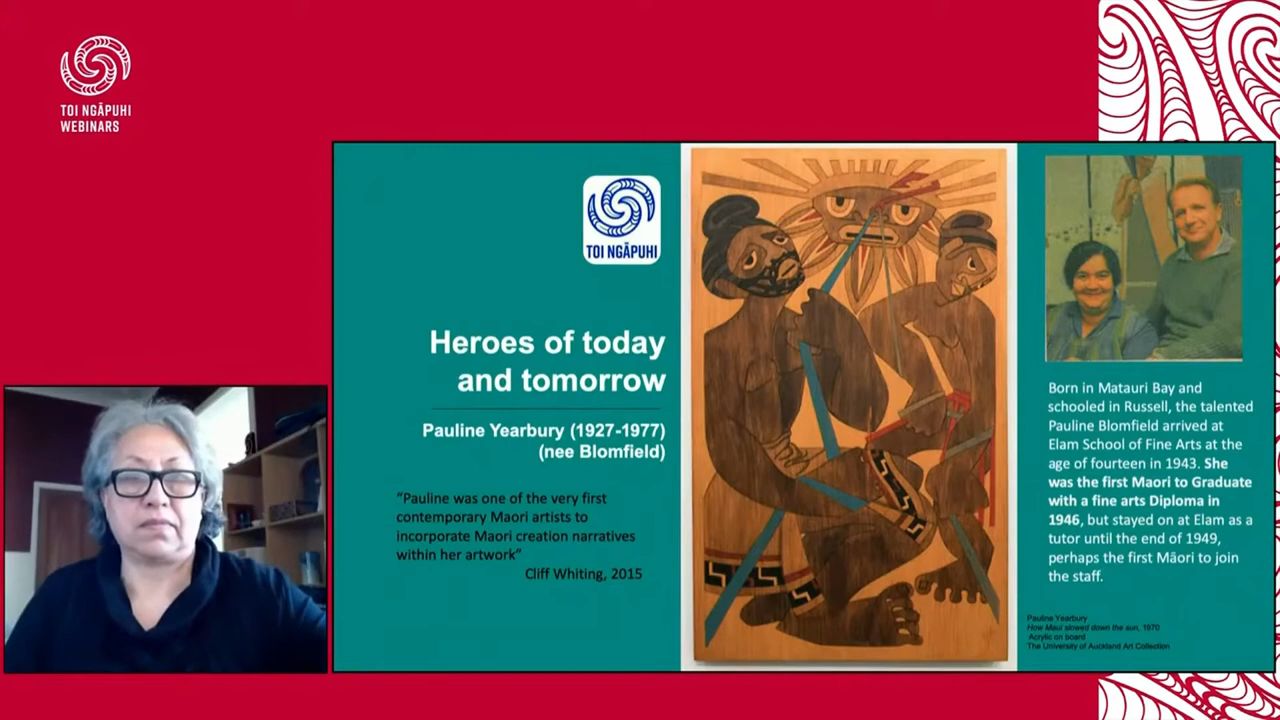 TOI NGĀPUHI
WEBINARS
TOI NGĀPUHI
Heroes of today
and tomorrow
Pauline Yearbury (1927-1977)
(nee Blomfield)
“Pauline was one of the very first
contemporary Maori artists to
incorporate Maori creation narratives
within her artwork”
Cliff Whiting, 2015
Born in Matauri Bay and
schooled in Russell, the talented
Pauline Blomfield arrived at
Elam School of Fine Arts at the
age of fourteen in 1943. She
was the first Maori to Graduate
with a fine arts Diploma in
1946, but stayed on at Elam as a
tutor until the end of 1949,
perhaps the first Māori to join
the staff.
Pauline Yearbury
How Maui slowed down the sun, 1970
Acrylic on board
The University of Auckland Art Collection